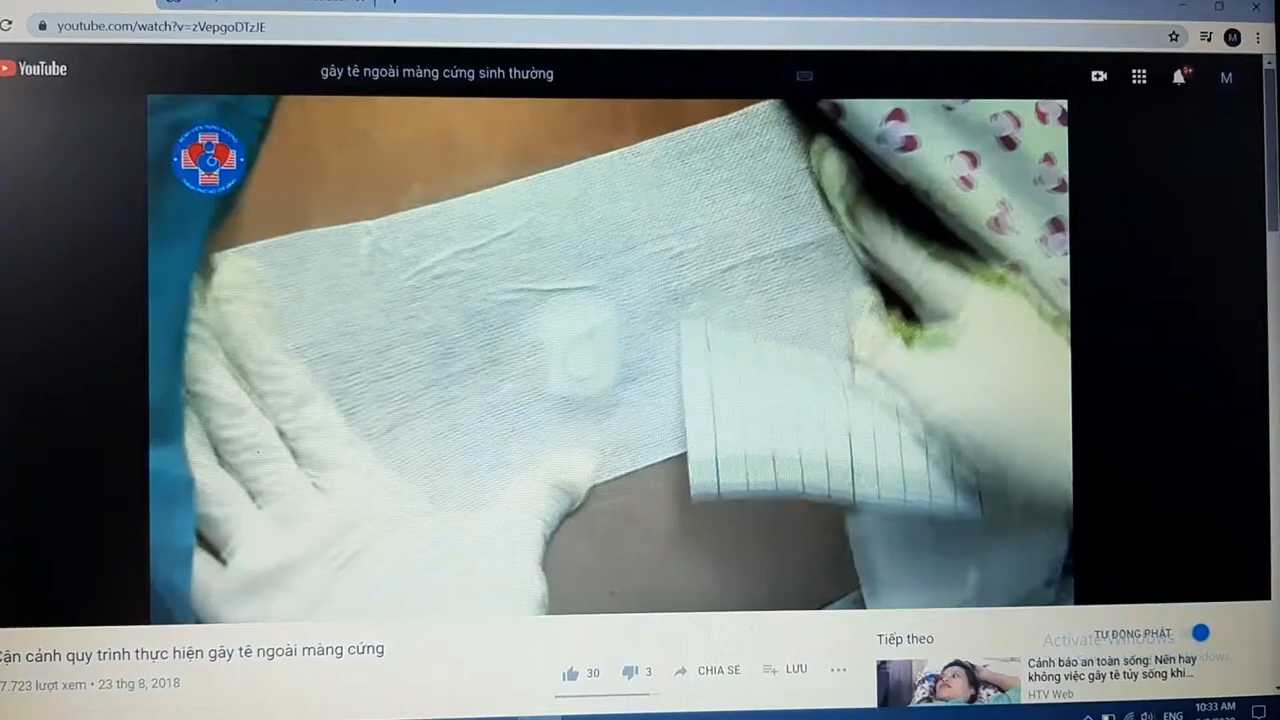 youtube.com/watch?v=zVepgoDTzJE
M
YouTube
gây tê ngoài màng cứng sinh thường
9+
M
Cận cảnh quy trình thực hiện gây tê ngoài màng cứng
7.723 lượt xem • 23 thg 8, 2018
30
3
CHIA SẺ
LƯU
Tiếp theo
TỰ ĐỘNG PHÁT
Activate Windows
Cảnh báo an toàn sống: Nên hay
không việc gây tê tủy sống khi...
HTV Web
ENG
10:33 AM